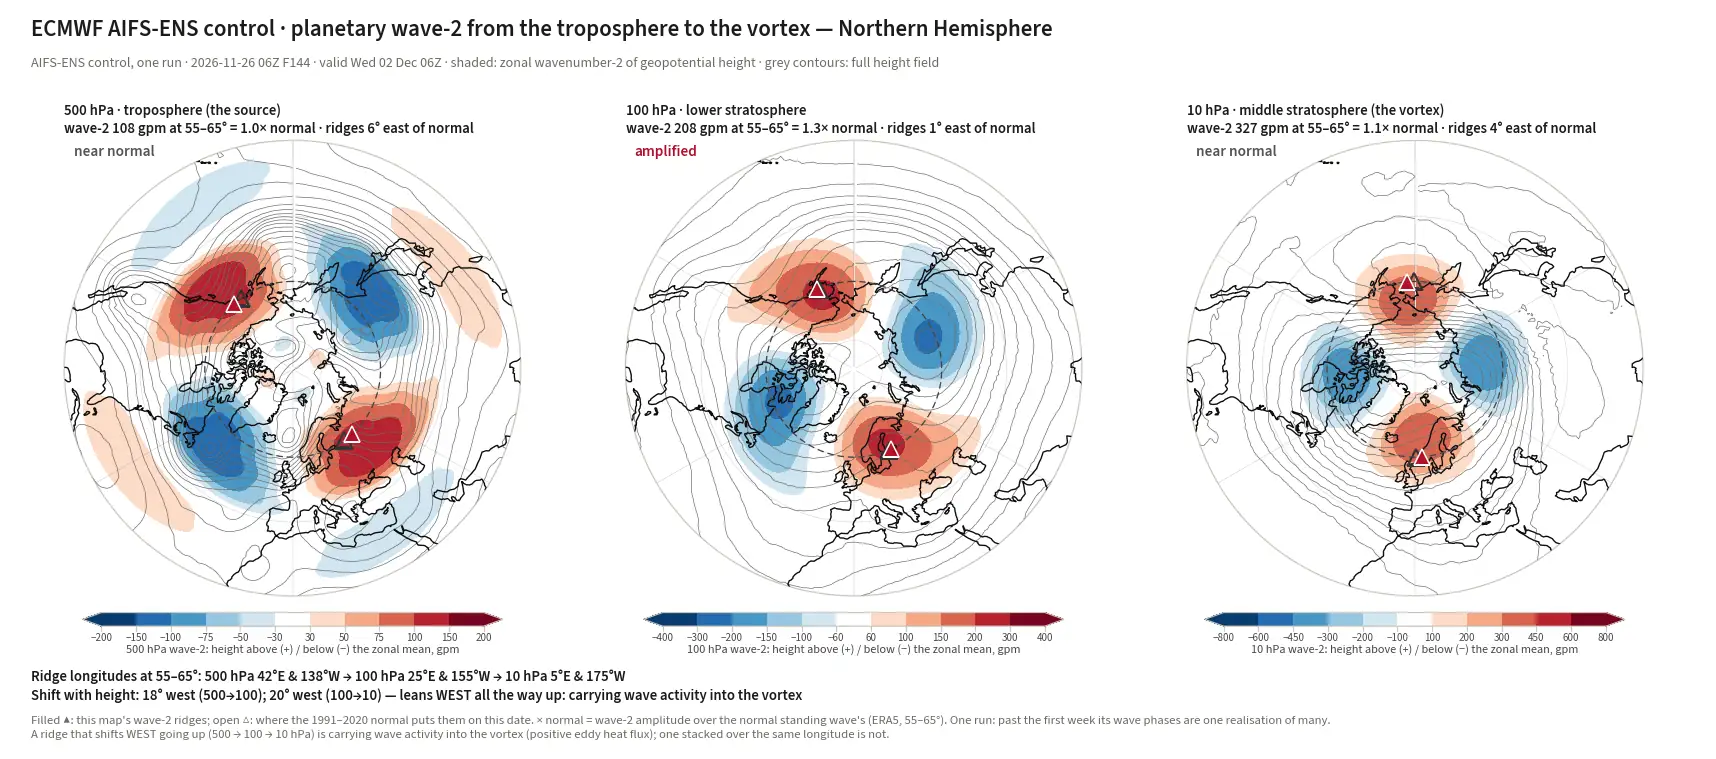 ECMWF AIFS-ENS control · planetary wave-2 from the troposphere to the vortex — Northern Hemisphere
AIFS-ENS control, one run · 2026-11-26 06Z F144 · valid Wed 02 Dec 06Z · shaded: zonal wavenumber-2 of geopotential height · grey contours: full height field
500 hPa · troposphere (the source)
wave-2 108 gpm at 55–65° = 1.0× normal · ridges 6° east of normal
near normal
100 hPa · lower stratosphere
wave-2 208 gpm at 55–65° = 1.3× normal · ridges 1° east of normal
amplified
10 hPa · middle stratosphere (the vortex)
wave-2 327 gpm at 55–65° = 1.1× normal · ridges 4° east of normal
near normal
−200 −150 −100 −75 −50 −30 30 50 75 100 150 200
500 hPa wave-2: height above (+) / below (−) the zonal mean, gpm
−400 −300 −200 −150 −100 −60 60 100 150 200 300 400
100 hPa wave-2: height above (+) / below (−) the zonal mean, gpm
−800 −600 −450 −300 −200 −100 100 200 300 450 600 800
10 hPa wave-2: height above (+) / below (−) the zonal mean, gpm
Ridge longitudes at 55–65°: 500 hPa 42°E & 138°W → 100 hPa 25°E & 155°W → 10 hPa 5°E & 175°W
Shift with height: 18° west (500→100); 20° west (100→10) — leans WEST all the way up: carrying wave activity into the vortex
Filled ▲: this map's wave-2 ridges; open △: where the 1991–2020 normal puts them on this date. × normal = wave-2 amplitude over the normal standing wave's (ERA5, 55–65°). One run: past the first week its wave phases are one realisation of many.
A ridge that shifts WEST going up (500 → 100 → 10 hPa) is carrying wave activity into the vortex (positive eddy heat flux); one stacked over the same longitude is not.